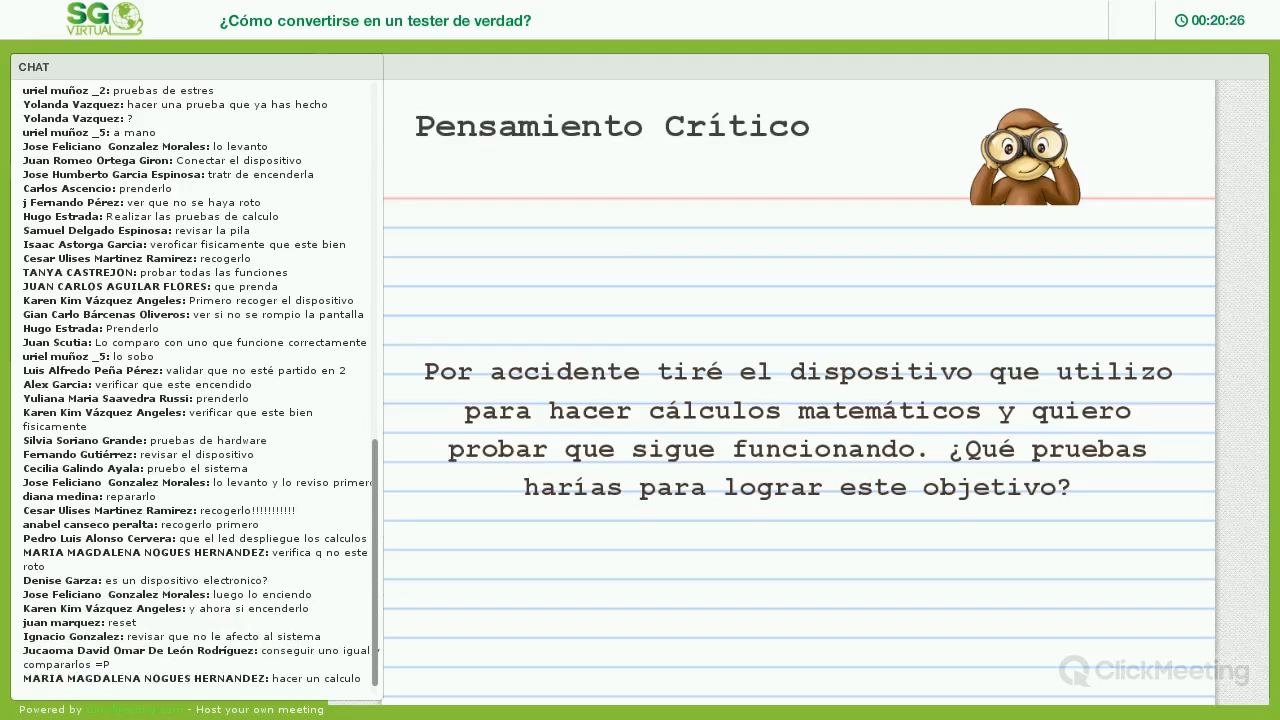 SG
VIRTUAL
¿Cómo convertirse en un tester de verdad?
00:20:26
CHAT
uriel muñoz _2: pruebas de estres
Yolanda Vazquez: hacer una prueba que ya has hecho
Yolanda Vazquez: ?
uriel muñoz _5: a mano
Jose Feliciano Gonzalez Morales: lo levanto
Juan Romeo Ortega Giron: Conectar el dispositivo
Jose Humberto Garcia Espinosa: tratr de encenderla
Carlos Ascencio: prenderlo
j Fernando Pérez: ver que no se haya roto
Hugo Estrada: Realizar las pruebas de calculo
Samuel Delgado Espinosa: revisar la pila
Isaac Astorga Garcia: veroficar fisicamente que este bien
Cesar Ulises Martinez Ramirez: recogerlo
TANYA CASTREJON: probar todas las funciones
JUAN CARLOS AGUILAR FLORES: que prenda
Karen Kim Vázquez Angeles: Primero recoger el dispositivo
Gian Carlo Bárcenas Oliveros: ver si no se rompio la pantalla
Hugo Estrada: Prenderlo
Juan Scutia: Lo comparo con uno que funcione correctamente
uriel muñoz _5: lo sobo
Luis Alfredo Peña Pérez: validar que no esté partido en 2
Alex Garcia: verificar que este encendido
Yuliana Maria Saavedra Russi: prenderlo
Karen Kim Vázquez Angeles: verificar que este bien
fisicamente
Silvia Soriano Grande: pruebas de hardware
Fernando Gutiérrez: revisar el dispositivo
Cecilia Galindo Ayala: pruebo el sistema
Jose Feliciano Gonzalez Morales: lo levanto y lo reviso primero
diana medina: repararlo
Cesar Ulises Martinez Ramirez: recogerlo!!!!!!!!!!!
anabel canseco peralta: recogerlo primero
Pedro Luis Alonso Cervera: que el led despliegue los calculos
MARIA MAGDALENA NOGUES HERNANDEZ: verifica q no este
roto
Denise Garza: es un dispositivo electronico?
Jose Feliciano Gonzalez Morales: luego lo enciendo
Karen Kim Vázquez Angeles: y ahora si encenderlo
juan marquez: reset
Ignacio Gonzalez: revisar que no le afecto al sistema
Jucaoma David Omar De León Rodríguez: conseguir uno igual y
compararlos =P
MARIA MAGDALENA NOGUES HERNANDEZ: hacer un calculo
Pensamiento Crítico
Por accidente tiré el dispositivo que utilizo
para hacer cálculos matemáticos y quiero
probar que sigue funcionando. ¿Qué pruebas
harías para lograr este objetivo?
ClickMeeting
Powered by ClickMeeting.com - Host your own meeting